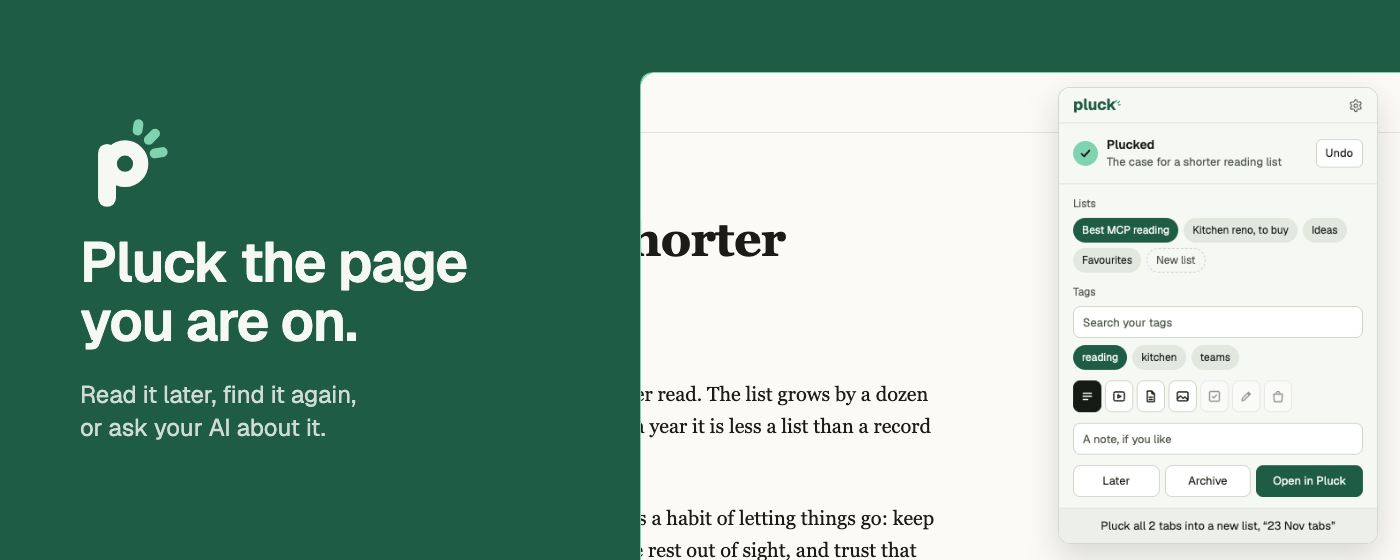 Pluck the page
you are on.
Read it later, find it again,
or ask your AI about it.
horter
er read. The list grows by a dozen
year it is less a list than a record
s a habit of letting things go: keep
rest out of sight, and trust that
pluck
Plucked
The case for a shorter reading list
Undo
Lists
Best MCP reading
Kitchen reno, to buy
Ideas
Favourites
New list
Tags
Search your tags
reading
kitchen
teams
A note, if you like
Later
Archive
Open in Pluck
Pluck all 2 tabs into a new list, “23 Nov tabs”